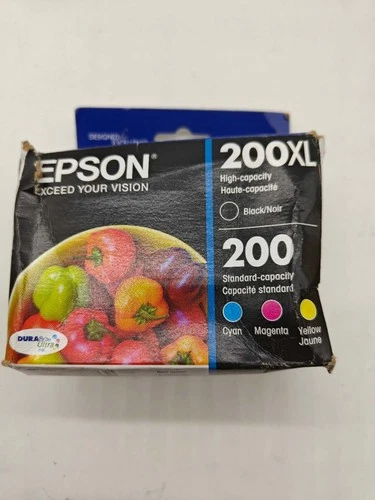 DESIGNED
EPSON®
EXCEED YOUR VISION
200XL
High-capacity
Haute-capacité
Black/Noir
200
Standard-capacity
Capacité standard
Cyan
Magenta
Yellow
Jaune
DURABrite
Ultra